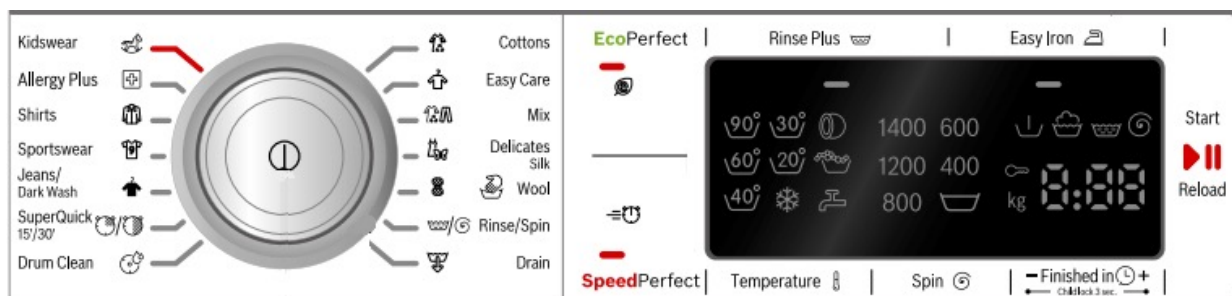 Kidswear
Allergy Plus
Shirts
Sportswear
Jeans/
Dark Wash
SuperQuick
15'/30'
Drum Clean
Cottons
Easy Care
Mix
Delicates
Silk
Wool
Rinse/Spin
Drain
EcoPerfect
Rinse Plus
Easy Iron
90° 30° 1400 600
60° 20° 1200 400
40° 800 kg 8:88
Start
Reload
SpeedPerfect
Temperature
Spin
- Finished in +
Childlock 3 sec.